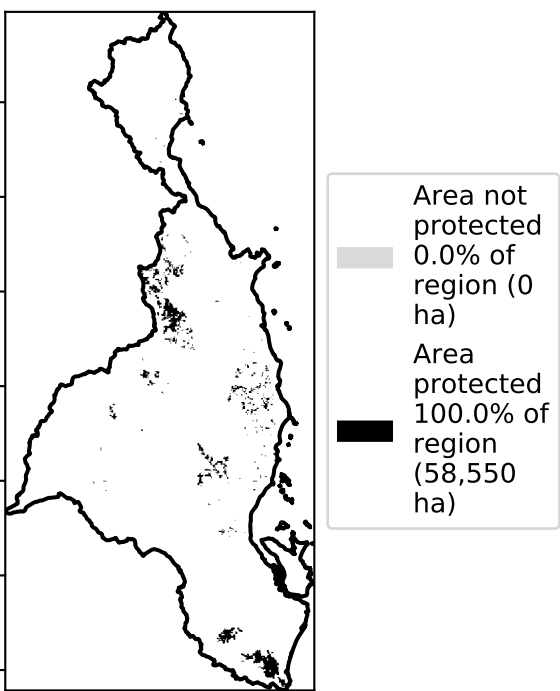 Area not
protected
0.0% of
region (0
ha)
Area
protected
100.0% of
region
(58,550
ha)